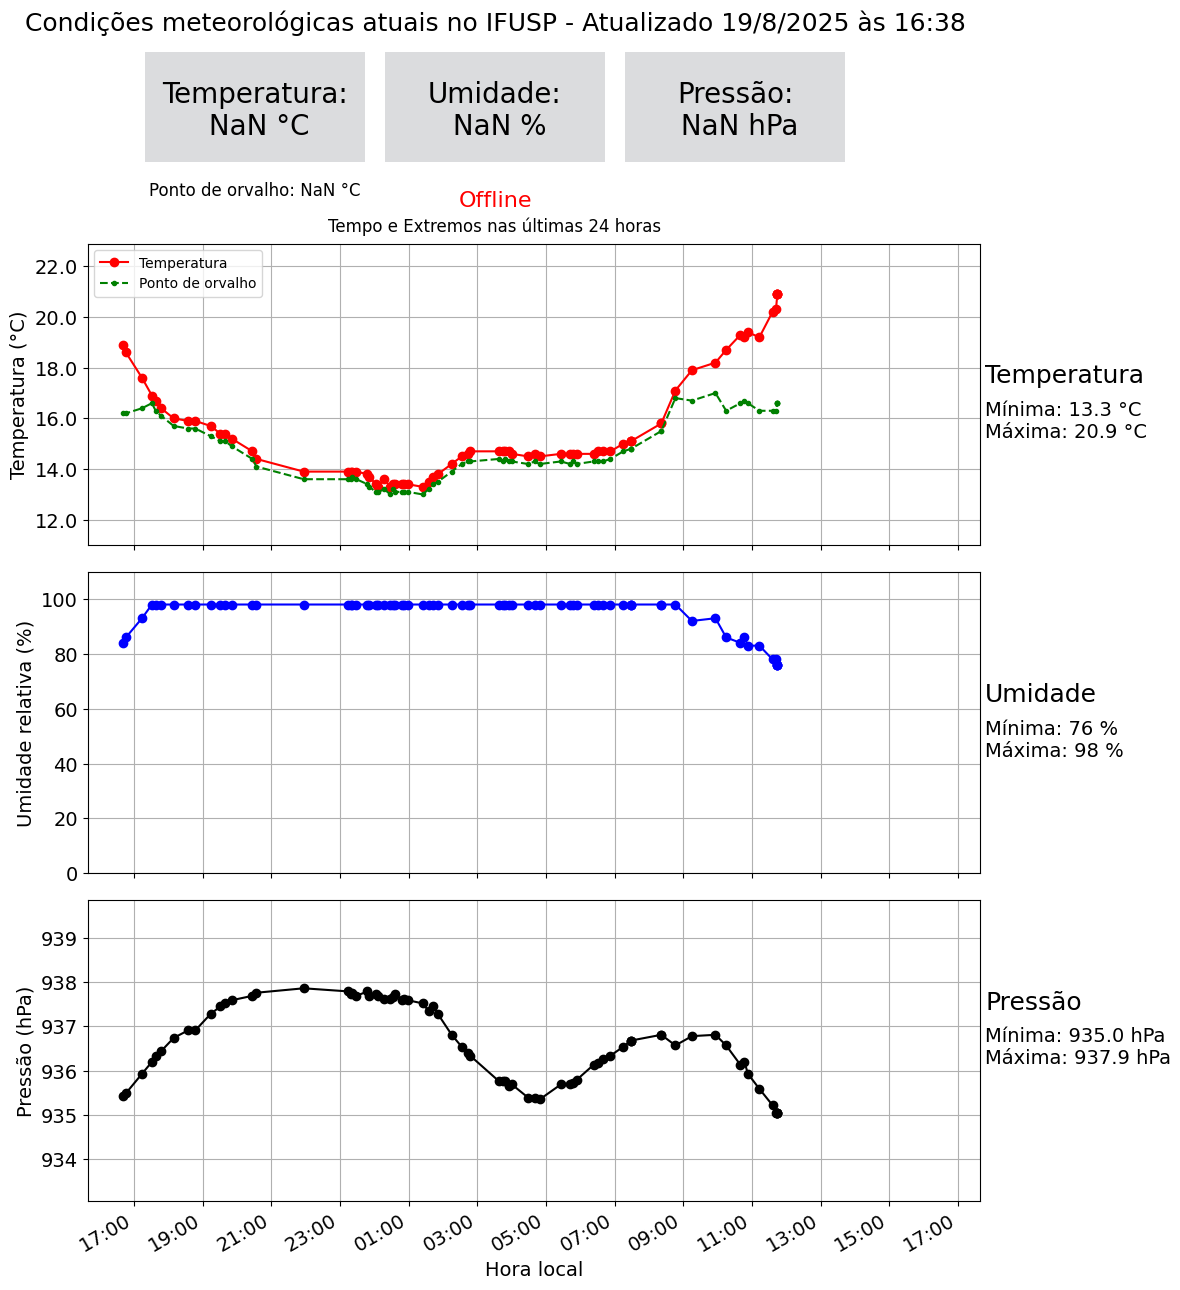 Condições meteorológicas atuais no IFUSP - Atualizado 19/8/2025 às 16:38
Temperatura:
NaN °C
Umidade:
NaN %
Pressão:
NaN hPa
Ponto de orvalho: NaN °C
Offline
Tempo e Extremos nas últimas 24 horas
Temperatura
Ponto de orvalho
Temperatura (°C)
22.0
20.0
18.0
16.0
14.0
12.0
Temperatura
Mínima: 13.3 °C
Máxima: 20.9 °C
Umidade relativa (%)
100
80
60
40
20
0
Umidade
Mínima: 76 %
Máxima: 98 %
Pressão (hPa)
939
938
937
936
935
934
Pressão
Mínima: 935.0 hPa
Máxima: 937.9 hPa
17:00 19:00 21:00 23:00 01:00 03:00 05:00 07:00 09:00 11:00 13:00 15:00 17:00
Hora local